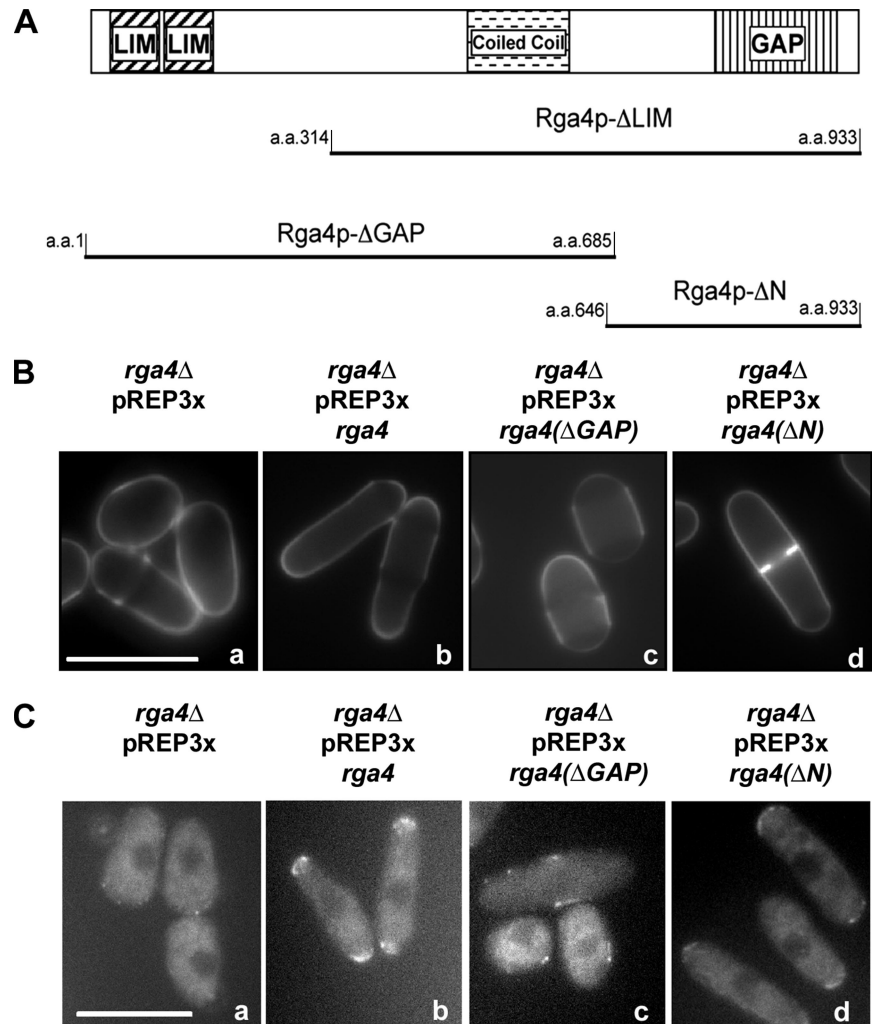 A
LIM LIM Coiled Coil GAP
Rga4p-ΔLIM
a.a.314 a.a.933
Rga4p-ΔGAP
a.a.1 a.a.685
Rga4p-ΔN
a.a.646 a.a.933
B
rga4Δ rga4Δ rga4Δ rga4Δ
pREP3x pREP3x pREP3x pREP3x
rga4 rga4(ΔGAP) rga4(ΔN)
a b c d
C
rga4Δ rga4Δ rga4Δ rga4Δ
pREP3x pREP3x pREP3x pREP3x
rga4 rga4(ΔGAP) rga4(ΔN)
a b c d